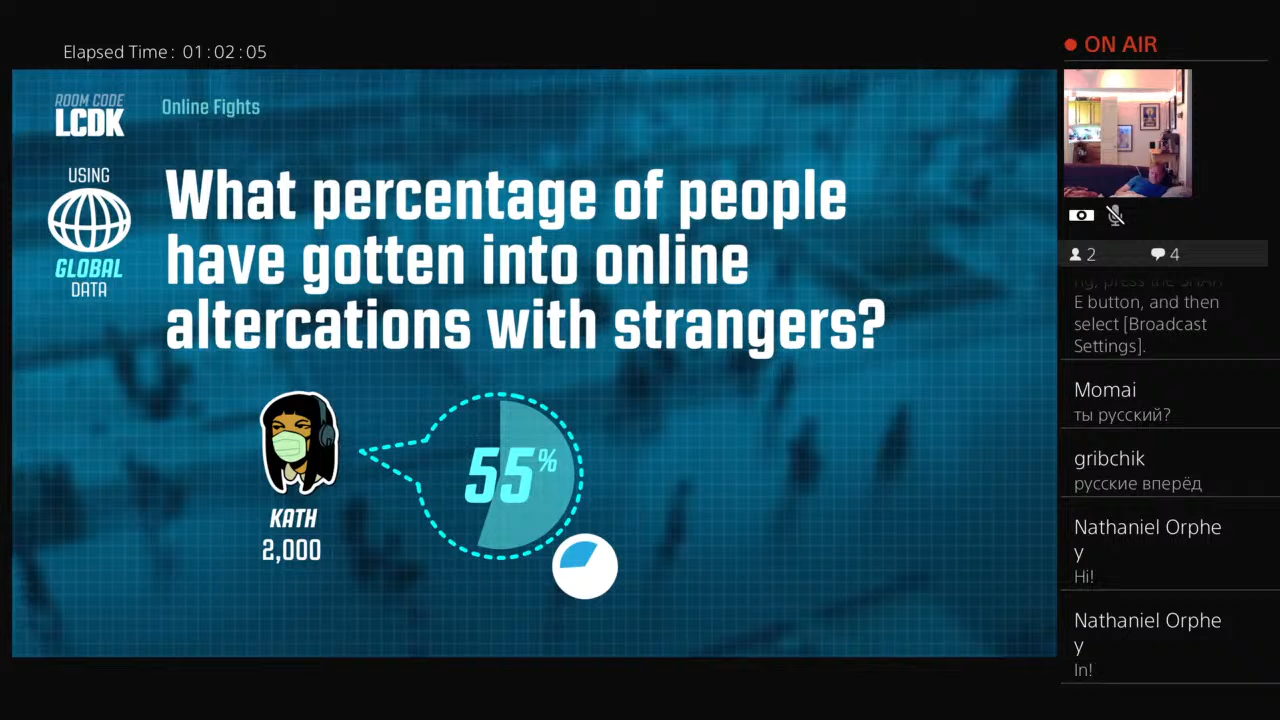 Elapsed Time: 01:02:05
ROOM CODE
LCDK
Online Fights
USING
GLOBAL
DATA
What percentage of people
have gotten into online
altercations with strangers?
55%
KATH
2,000
ON AIR
2
4
E button, and then
select [Broadcast
Settings].
Momai
ты русский?
gribchik
русские вперёд
Nathaniel Orphe
y
Hi!
Nathaniel Orphe
y
In!